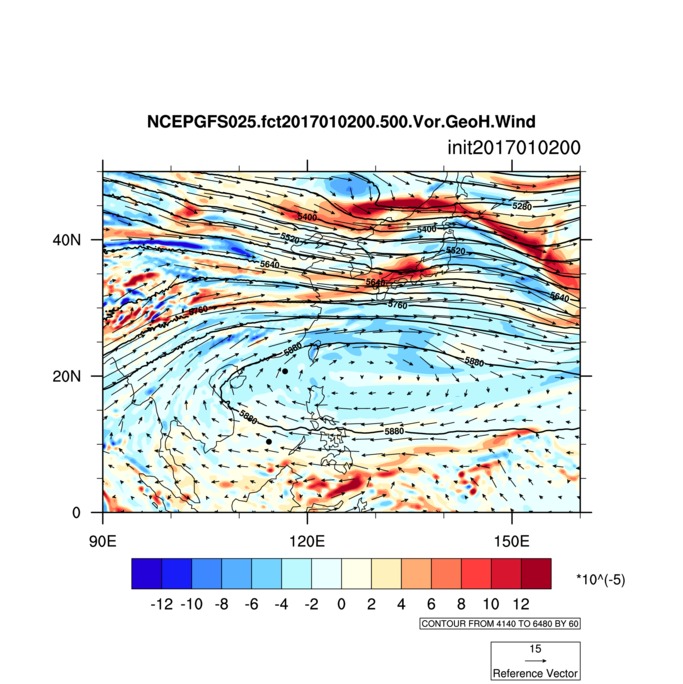 NCEPGFS025.fct2017010200.500.Vor.GeoH.Wind
init2017010200
5280
5400
5400
40N
5520
5520
5640
5640
5640
5760
5760
5880
5880
20N
5880
5880
0
90E 120E 150E
-12 -10 -8 -6 -4 -2 0 2 4 6 8 10 12
*10^(-5)
CONTOUR FROM 4140 TO 6480 BY 60
15
Reference Vector